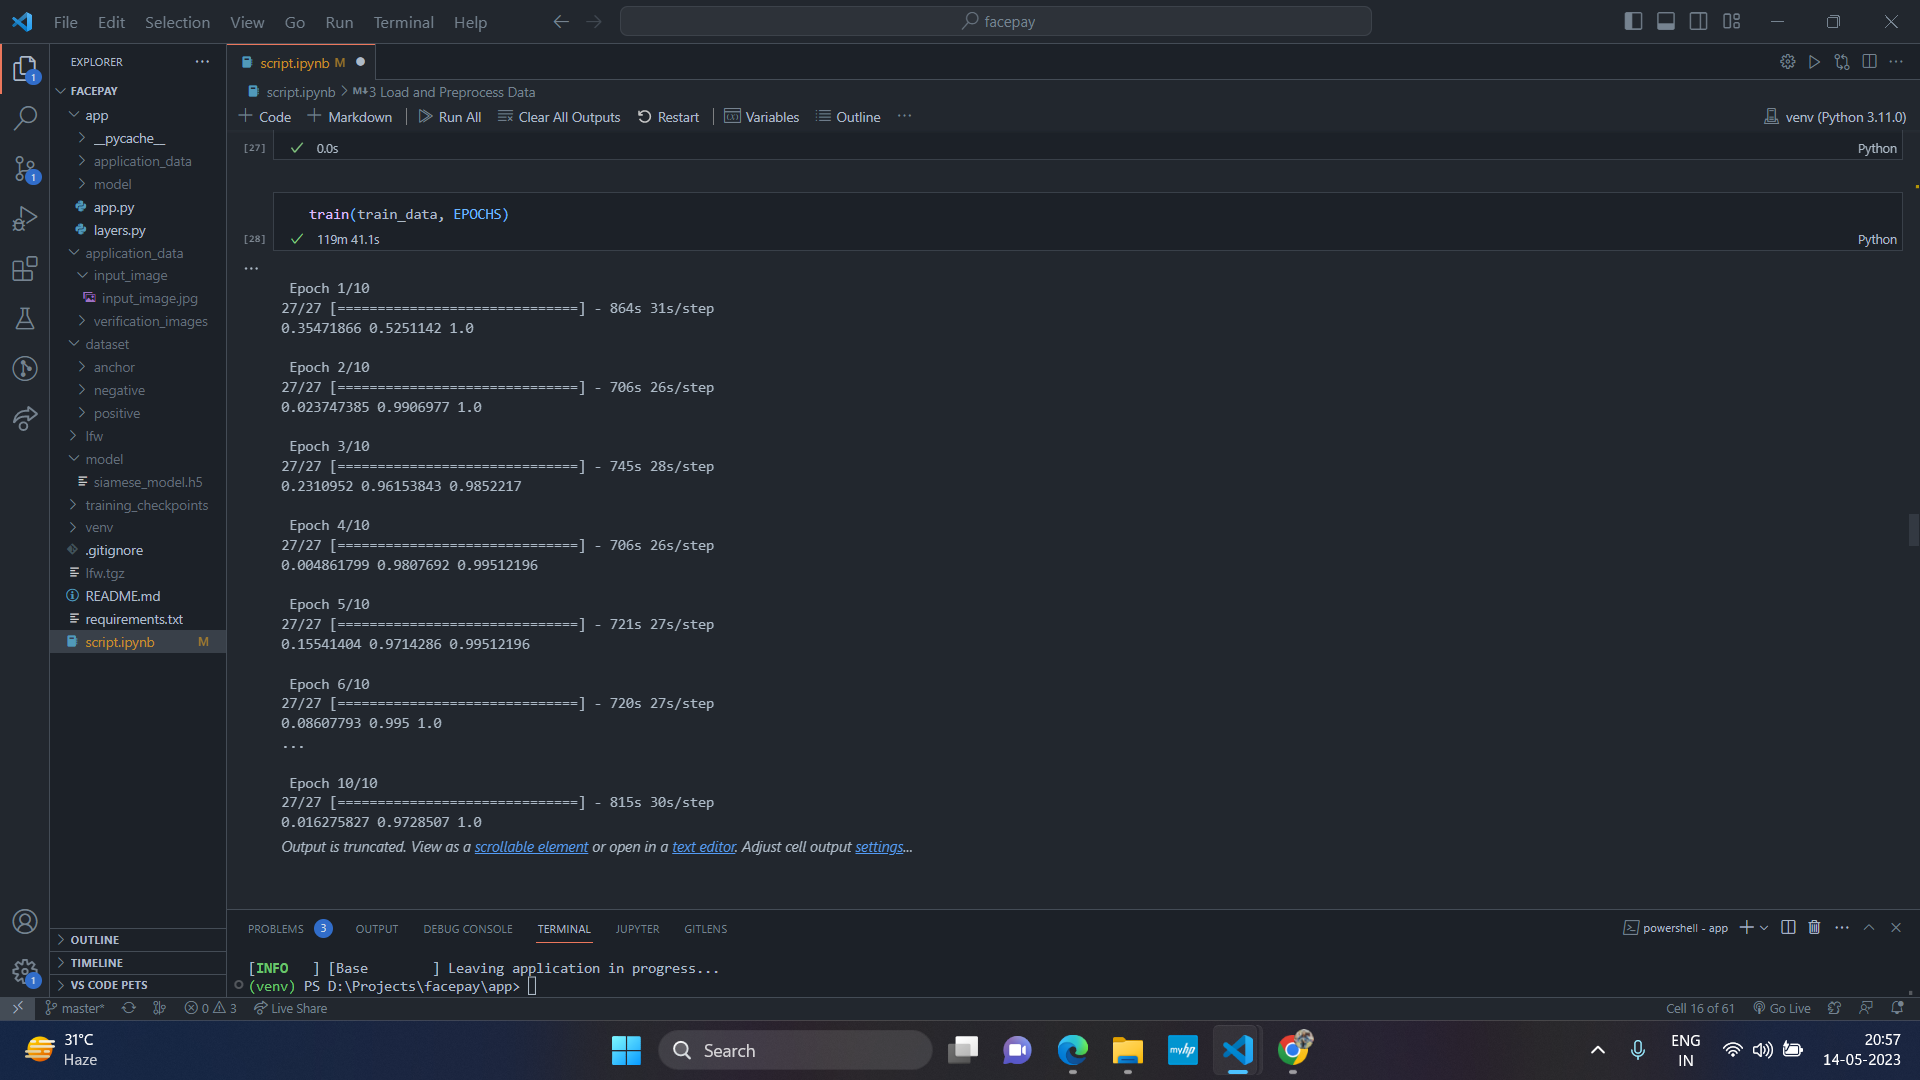 File Edit Selection View Go Run Terminal Help
facepay
EXPLORER
FACEPAY
app
__pycache__
application_data
model
app.py
layers.py
application_data
input_image
input_image.jpg
verification_images
dataset
anchor
negative
positive
lfw
model
siamese_model.h5
training_checkpoints
venv
.gitignore
lfw.tgz
README.md
requirements.txt
script.ipynb M
OUTLINE
TIMELINE
VS CODE PETS
script.ipynb M
script.ipynb > M↓3 Load and Preprocess Data
Code Markdown Run All Clear All Outputs Restart Variables Outline ... venv (Python 3.11.0)
[27] 0.0s Python
train(train_data, EPOCHS)
[28] 119m 41.1s Python
...
Epoch 1/10
27/27 [==============================] - 864s 31s/step
0.35471866 0.5251142 1.0
Epoch 2/10
27/27 [==============================] - 706s 26s/step
0.023747385 0.9906977 1.0
Epoch 3/10
27/27 [==============================] - 745s 28s/step
0.2310952 0.96153843 0.9852217
Epoch 4/10
27/27 [==============================] - 706s 26s/step
0.004861799 0.9807692 0.99512196
Epoch 5/10
27/27 [==============================] - 721s 27s/step
0.15541404 0.9714286 0.99512196
Epoch 6/10
27/27 [==============================] - 720s 27s/step
0.08607793 0.995 1.0
...
Epoch 10/10
27/27 [==============================] - 815s 30s/step
0.016275827 0.9728507 1.0
Output is truncated. View as a scrollable element or open in a text editor. Adjust cell output settings...
PROBLEMS 3 OUTPUT DEBUG CONSOLE TERMINAL JUPYTER GITLENS powershell - app
[INFO   ] [Base        ] Leaving application in progress...
(venv) PS D:\Projects\facepay\app>
master* 0 3 Live Share Cell 16 of 61 Go Live
31°C
Haze
Search
myhp
ENG
IN
20:57
14-05-2023